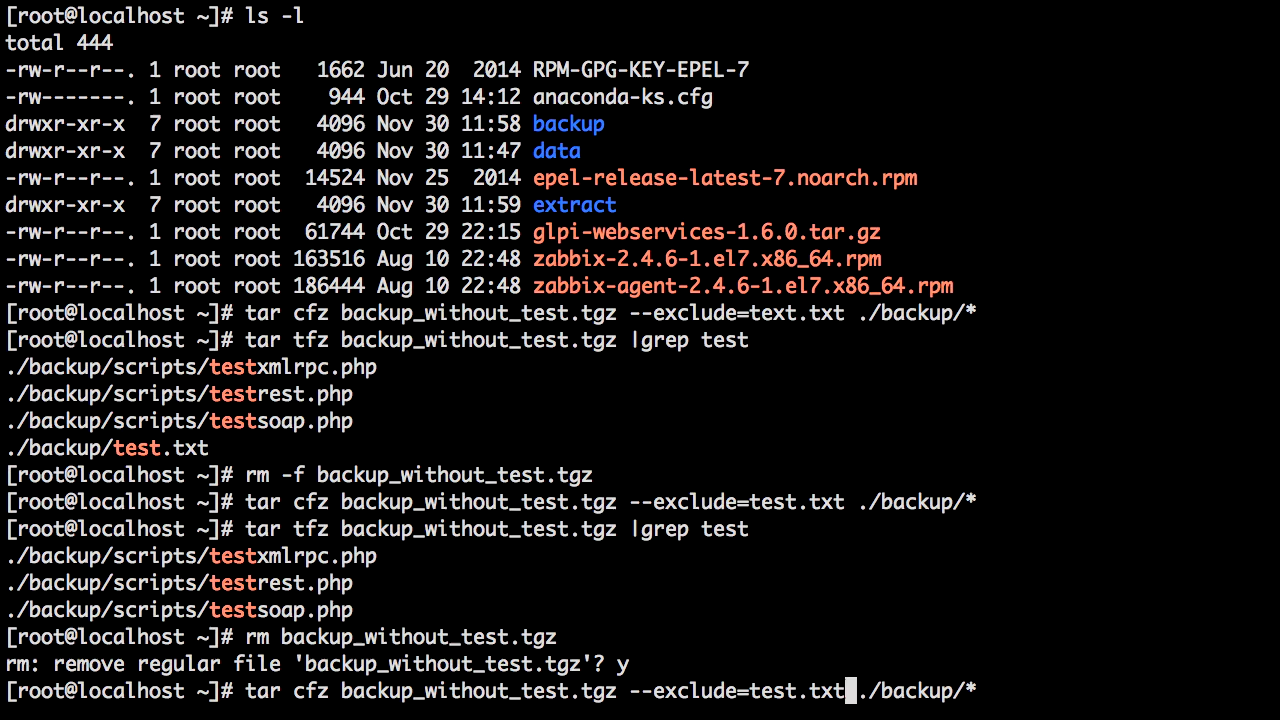 [root@localhost ~]# ls -l
total 444
-rw-r--r--. 1 root root   1662 Jun 20  2014 RPM-GPG-KEY-EPEL-7
-rw-------. 1 root root    944 Oct 29 14:12 anaconda-ks.cfg
drwxr-xr-x  7 root root   4096 Nov 30 11:58 backup
drwxr-xr-x  7 root root   4096 Nov 30 11:47 data
-rw-r--r--. 1 root root  14524 Nov 25  2014 epel-release-latest-7.noarch.rpm
drwxr-xr-x  7 root root   4096 Nov 30 11:59 extract
-rw-r--r--. 1 root root  61744 Oct 29 22:15 glpi-webservices-1.6.0.tar.gz
-rw-r--r--. 1 root root 163516 Aug 10 22:48 zabbix-2.4.6-1.el7.x86_64.rpm
-rw-r--r--. 1 root root 186444 Aug 10 22:48 zabbix-agent-2.4.6-1.el7.x86_64.rpm
[root@localhost ~]# tar cfz backup_without_test.tgz --exclude=text.txt ./backup/*
[root@localhost ~]# tar tfz backup_without_test.tgz |grep test
./backup/scripts/testxmlrpc.php
./backup/scripts/testrest.php
./backup/scripts/testsoap.php
./backup/test.txt
[root@localhost ~]# rm -f backup_without_test.tgz
[root@localhost ~]# tar cfz backup_without_test.tgz --exclude=test.txt ./backup/*
[root@localhost ~]# tar tfz backup_without_test.tgz |grep test
./backup/scripts/testxmlrpc.php
./backup/scripts/testrest.php
./backup/scripts/testsoap.php
[root@localhost ~]# rm backup_without_test.tgz
rm: remove regular file 'backup_without_test.tgz'? y
[root@localhost ~]# tar cfz backup_without_test.tgz --exclude=test.txt ./backup/*